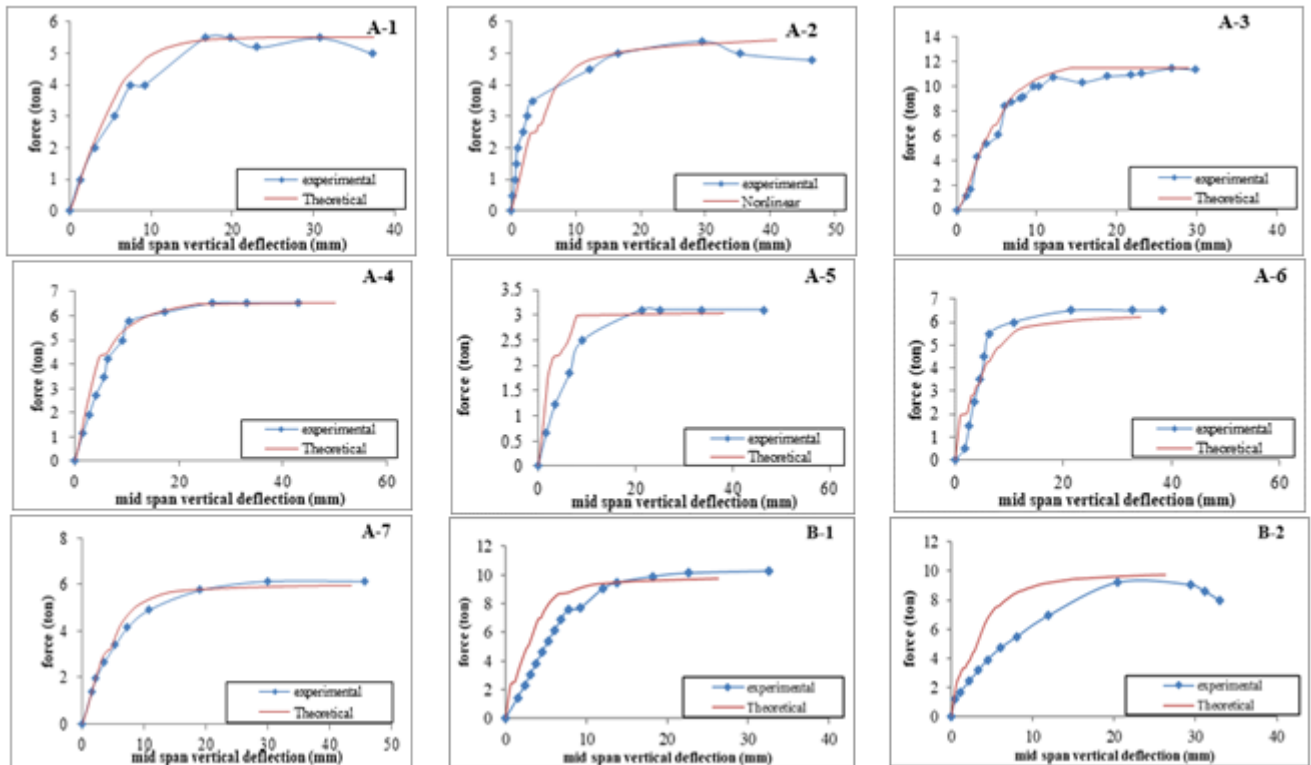 A-1
6
5
4
3
2
1
0
force (ton)
experimental
Theoretical
0 10 20 30 40
mid span vertical deflection (mm)
A-2
6
5
4
3
2
1
0
force (ton)
experimental
Nonlinear
0 10 20 30 40 50
mid span vertical deflection (mm)
A-3
14
12
10
8
6
4
2
0
force (ton)
experimental
Theoretical
0 10 20 30 40
mid span vertical deflection (mm)
A-4
7
6
5
4
3
2
1
0
force (ton)
experimental
Theoretical
0 20 40 60
mid span vertical deflection (mm)
A-5
3.5
3
2.5
2
1.5
1
0.5
0
force (ton)
experimental
Theoretical
0 20 40 60
mid span vertical deflection (mm)
A-6
7
6
5
4
3
2
1
0
force (ton)
experimental
Theoretical
0 10 20 30 40 50
mid span vertical deflection (mm)
A-7
8
6
4
2
0
force (ton)
experimental
Theoretical
0 10 20 30 40 50
mid span vertical deflection (mm)
B-1
12
10
8
6
4
2
0
force (ton)
experimental
Theoretical
0 10 20 30 40
mid span vertical deflection (mm)
B-2
12
10
8
6
4
2
0
force (ton)
experimental
Theoretical
0 10 20 30 40
mid span vertical deflection (mm)